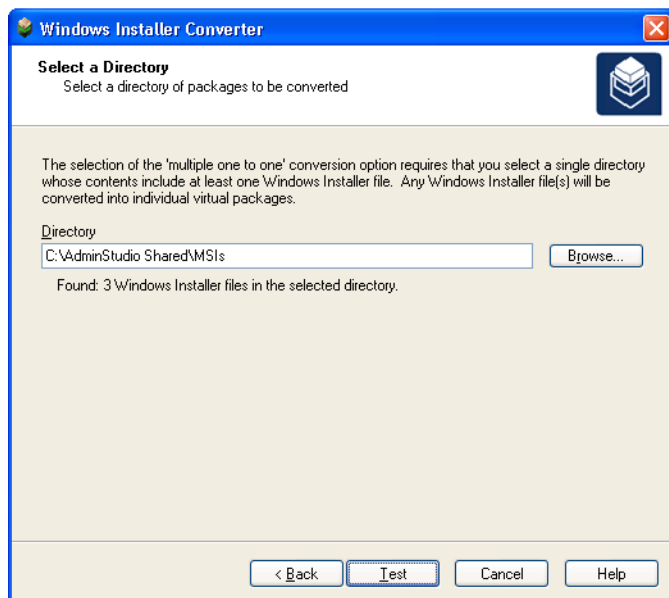 Windows Installer Converter
Select a Directory
Select a directory of packages to be converted
The selection of the 'multiple one to one' conversion option requires that you select a single directory
whose contents include at least one Windows Installer file. Any Windows Installer file(s) will be
converted into individual virtual packages.
Directory
C:\AdminStudio Shared\MSIs
Browse...
Found: 3 Windows Installer files in the selected directory.
< Back
Test
Cancel
Help